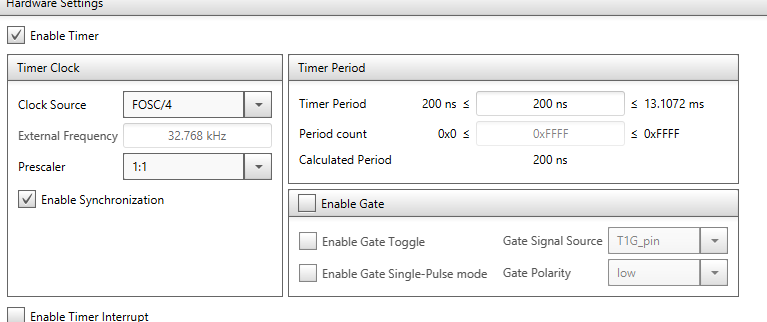 Hardware Settings
Enable Timer
Timer Clock
Clock Source FOSC/4
External Frequency 32.768 kHz
Prescaler 1:1
Enable Synchronization
Timer Period
Timer Period 200 ns ≤ 200 ns ≤ 13.1072 ms
Period count 0x0 ≤ 0xFFFF ≤ 0xFFFF
Calculated Period 200 ns
Enable Gate
Enable Gate Toggle Gate Signal Source T1G_pin
Enable Gate Single-Pulse mode Gate Polarity low
Enable Timer Interrupt